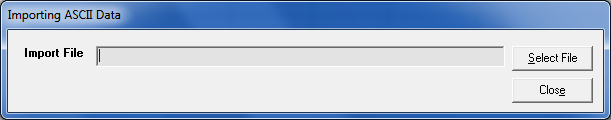 Importing ASCII Data
Import File
Select File
Close